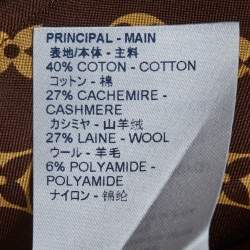 PRINCIPAL - MAIN
表地/本体 - 主料
40% COTON - COTTON
コットン - 棉
27% CACHEMIRE -
CASHMERE
カシミヤ - 山羊绒
27% LAINE - WOOL
ウール - 羊毛
6% POLYAMIDE -
POLYAMIDE
ナイロン - 锦纶